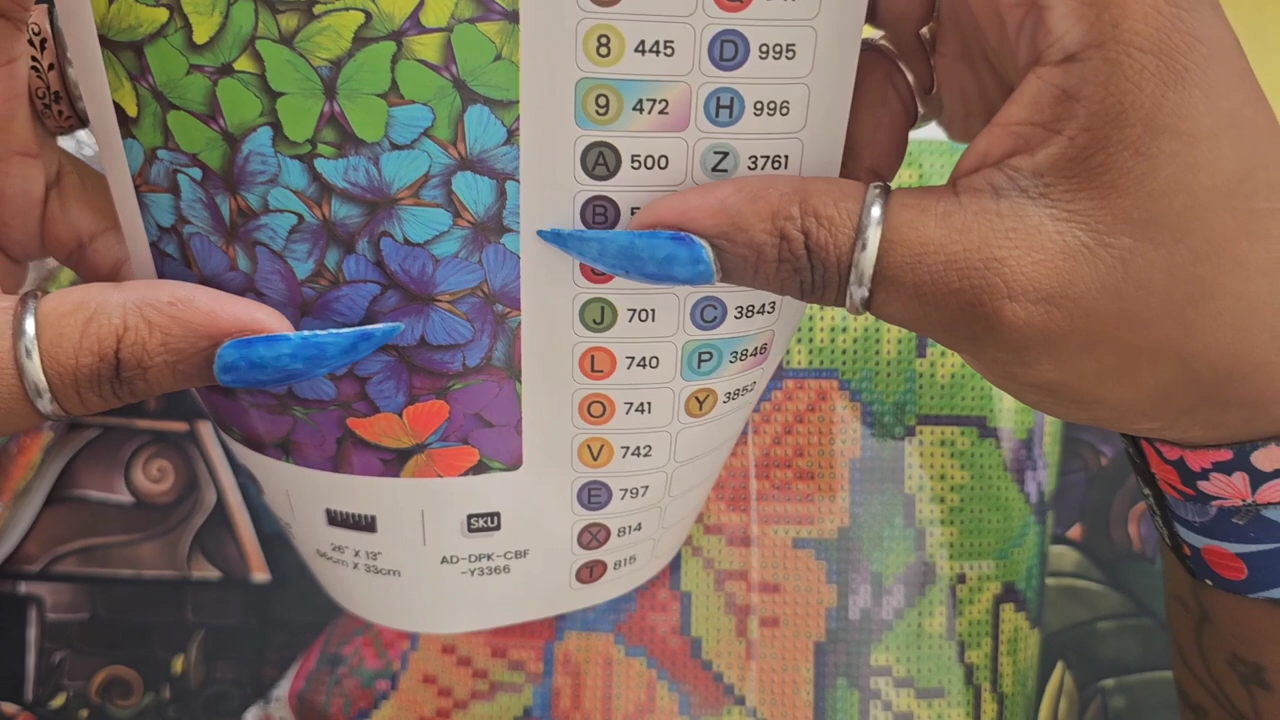 8 445
D 995
9 472
H 996
A 500
Z 3761
B
J 701
C 3843
L 740
P 3846
O 741
Y 3852
V 742
E 797
X 814
T 815
26" X 13"
66cm X 33cm
SKU
AD-DPK-CBF
-Y3366